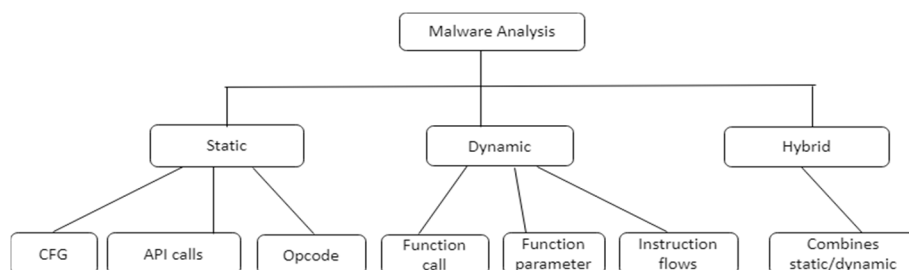 Malware Analysis
Static
Dynamic
Hybrid
CFG
API calls
Opcode
Function
call
Function
parameter
Instruction
flows
Combines
static/dynamic